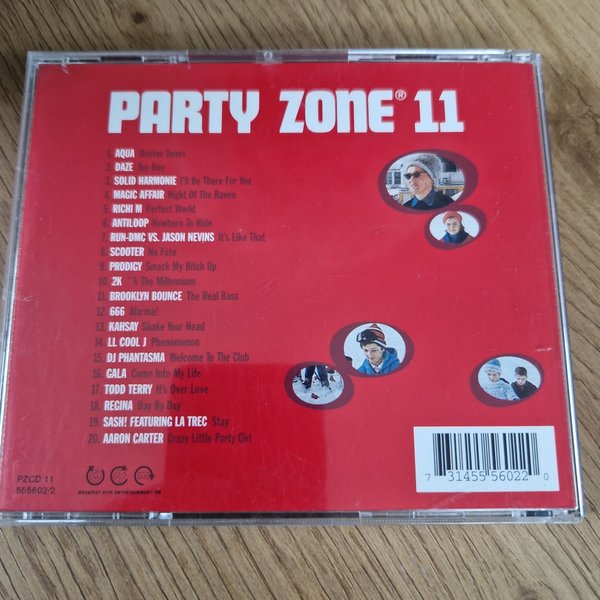 PARTY ZONE® 11
1. AQUA Doctor Jones
2. DAZE Toy Boy
3. SOLID HARMONIE I'll Be There For You
4. MAGIC AFFAIR Night Of The Raven
5. RICHI M Perfect World
6. ANTILOOP Nowhere To Hide
7. RUN-DMC VS. JASON NEVINS It's Like That
8. SCOOTER No Fate
9. PRODIGY Smack My Bitch Up
10. 2K The Millennium
11. BROOKLYN BOUNCE The Real Bass
12. 666 Alarma!
13. KAHSAY Shake Your Head
14. LL COOL J Phenomenon
15. DJ PHANTASMA Welcome To The Club
16. GALA Come Into My Life
17. TODD TERRY It's Over Love
18. REGINA Day By Day
19. SASH! FEATURING LA TREC Stay
20. AARON CARTER Crazy Little Party Girl
PZCD 11
555602-2
GREATEST HITS ENTERTAINMENT
7 31455 56022 0